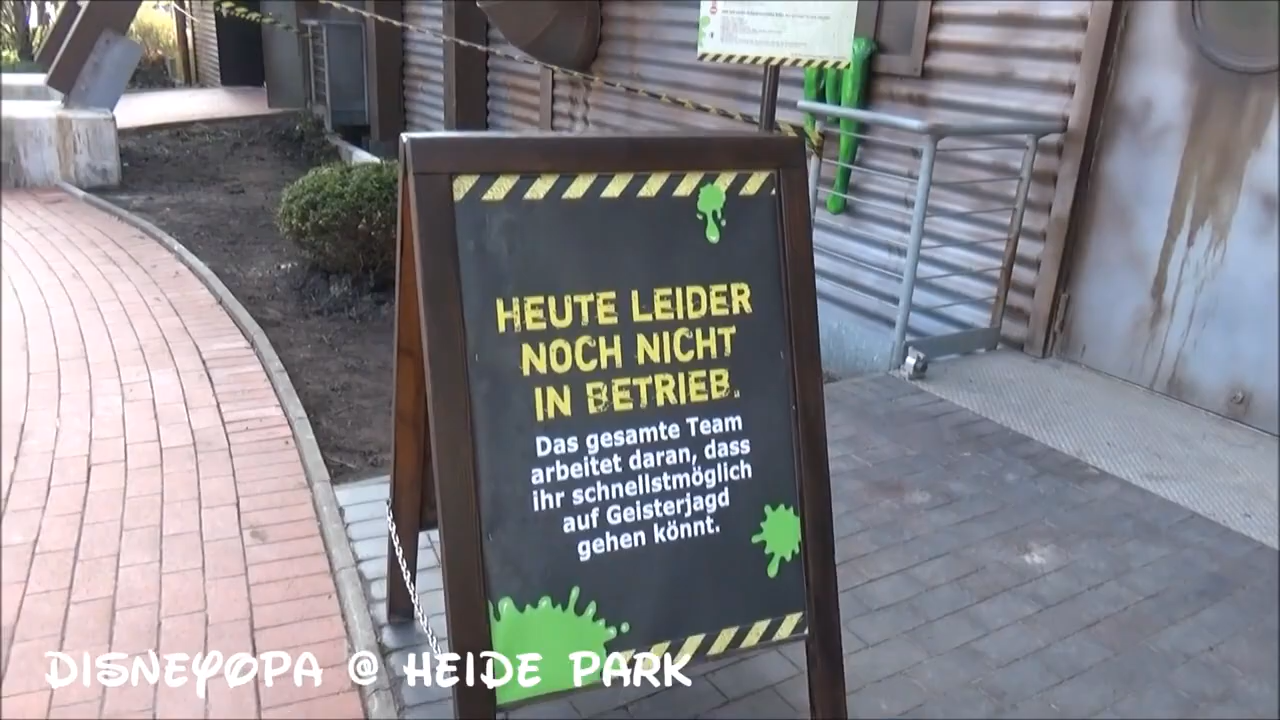 HEUTE LEIDER
NOCH NICHT
IN BETRIEB.
Das gesamte Team
arbeitet daran, dass
ihr schnellstmöglich
auf Geisterjagd
gehen könnt.
DISNEYOPA @ HEIDE PARK